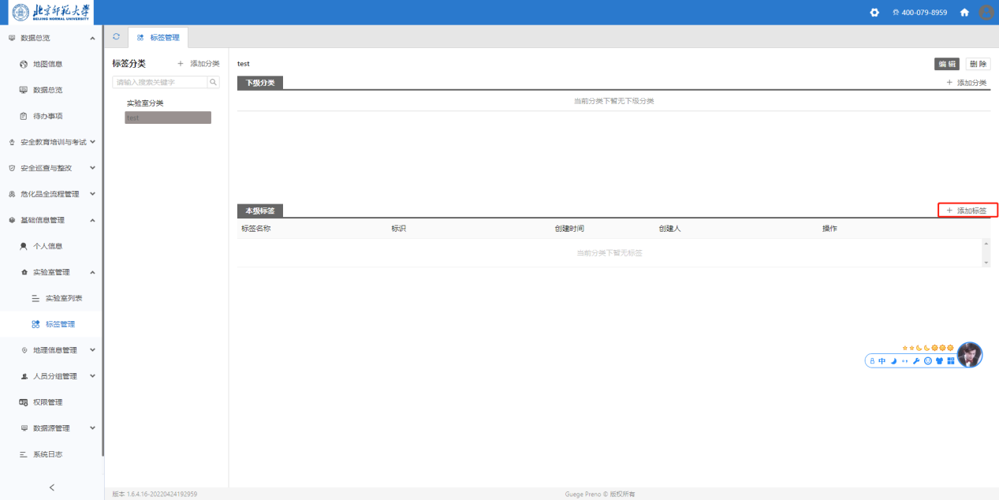 北京师范大学
BEIJING NORMAL UNIVERSITY
400-079-8959
数据总览
地图信息
数据总览
待办事项
安全教育培训与考试
安全巡查与整改
危化品全流程管理
基础信息管理
个人信息
实验室管理
实验室列表
标签管理
地理信息管理
人员分组管理
权限管理
数据源管理
系统日志
标签管理
标签分类
+ 添加分类
请输入搜索关键字
实验室分类
test
test
编 辑
删 除
下级分类
+ 添加分类
当前分类下暂无下级分类
本级标签
+ 添加标签
标签名称 标识 创建时间 创建人 操作
当前分类下暂无标签
中
版本 1.6.4.16-20220424192959
Guege Preno © 版权所有